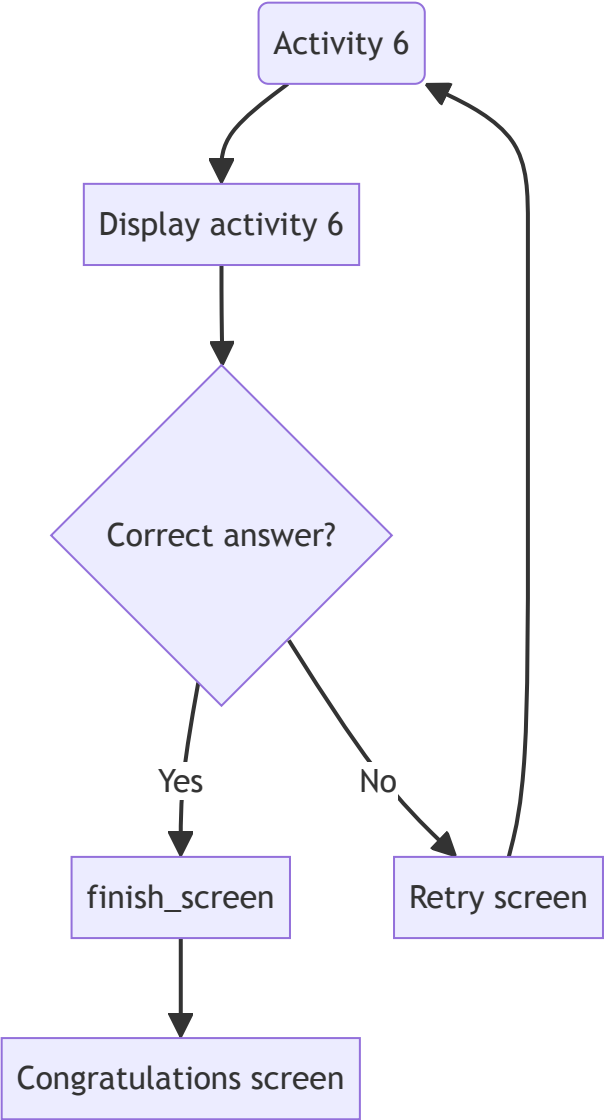 Activity 6
Display activity 6
Correct answer?
Yes
No
finish_screen
Retry screen
Congratulations screen